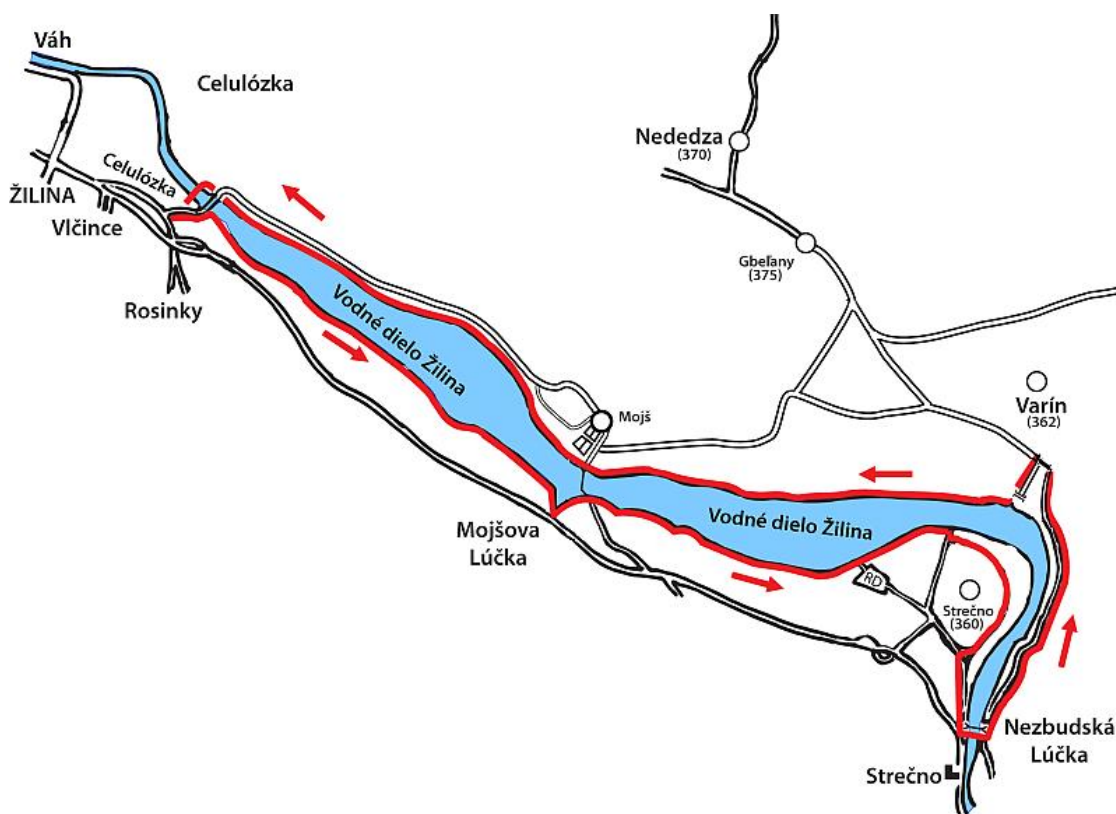 Váh
Celulózka
Nededza
(370)
Celulózka
ŽILINA
Vlčince
Gbeľany
(375)
Rosinky
Vodné dielo Žilina
Varín
(362)
Mojš
Vodné dielo Žilina
Mojšova
Lúčka
RD
Strečno
(360)
Nezbudská
Lúčka
Strečno